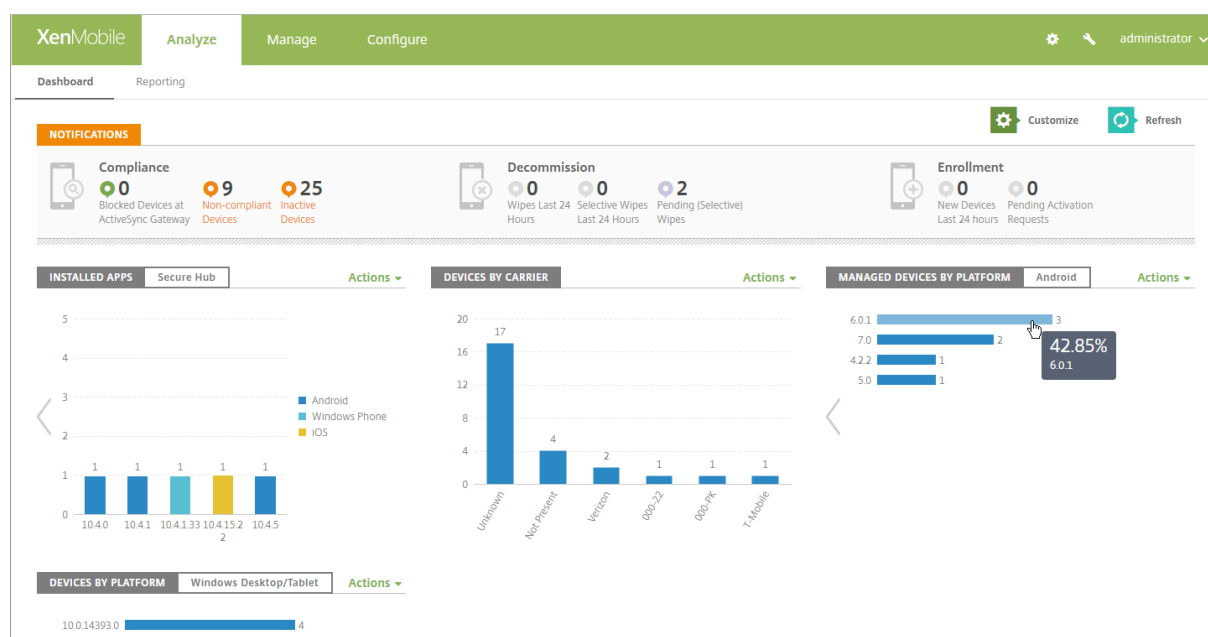 XenMobile Analyze Manage Configure administrator
Dashboard Reporting
Customize Refresh
NOTIFICATIONS
Compliance
0 9 25
Blocked Devices at Non-compliant Inactive
ActiveSync Gateway Devices Devices
Decommission
0 0 2
Wipes Last 24 Selective Wipes Pending (Selective)
Hours Last 24 Hours Wipes
Enrollment
0 0
New Devices Pending Activation
Last 24 hours Requests
INSTALLED APPS Secure Hub Actions
5
4
3
2
1
0
1 1 1 1 1
10.4.0 10.4.1 10.4.1.33 10.4.15.2 10.4.5
2
Android
Windows Phone
iOS
DEVICES BY CARRIER Actions
20
16
12
8
4
0
17 4 2 1 1 1
Unknown Not Present Verizon 000-22 000-PK T-Mobile
MANAGED DEVICES BY PLATFORM Android Actions
6.0.1 3
7.0 2
4.2.2 1
5.0 1
42.85%
6.0.1
DEVICES BY PLATFORM Windows Desktop/Tablet Actions
10.0.14393.0 4